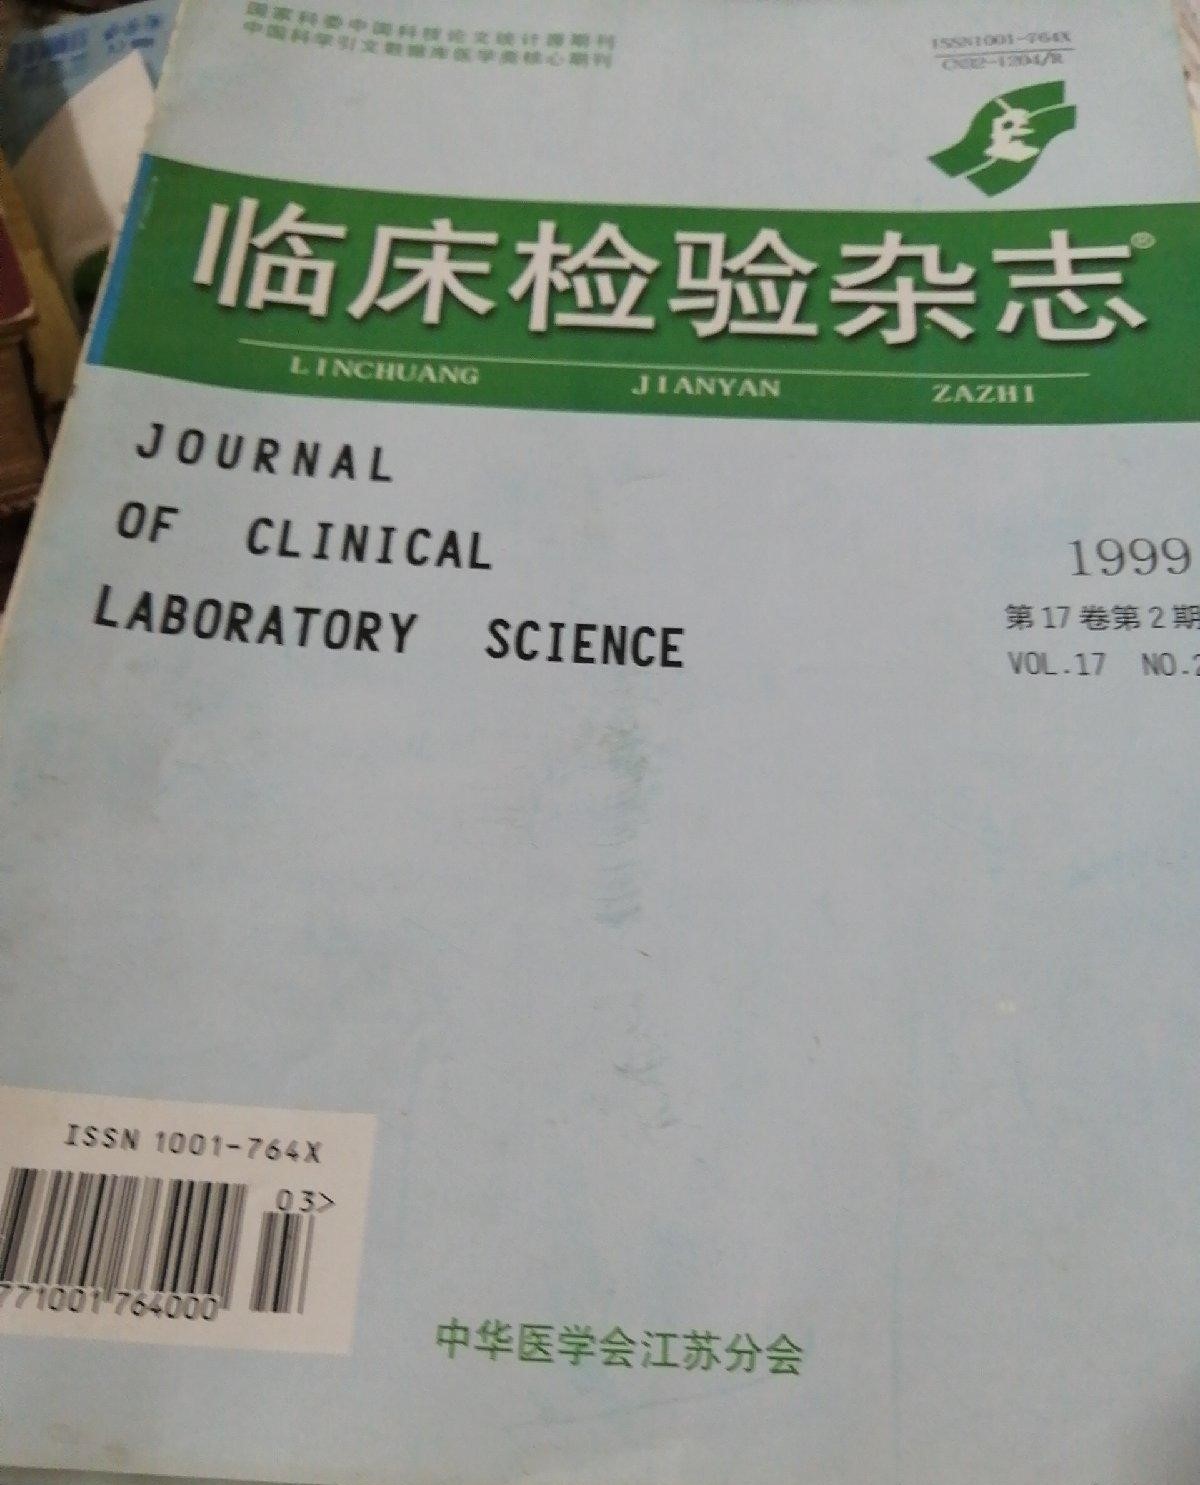 国家科委中国科技论文统计源期刊
中国科学引文数据库医学类核心期刊
ISSN1001-764X
CN32-1204/R
临床检验杂志®
LINCHUANG JIANYAN ZAZHI
JOURNAL
OF CLINICAL
LABORATORY SCIENCE
1999
第17卷第2期
VOL.17 NO.2
ISSN 1001-764X
03>
771001 764000
中华医学会江苏分会